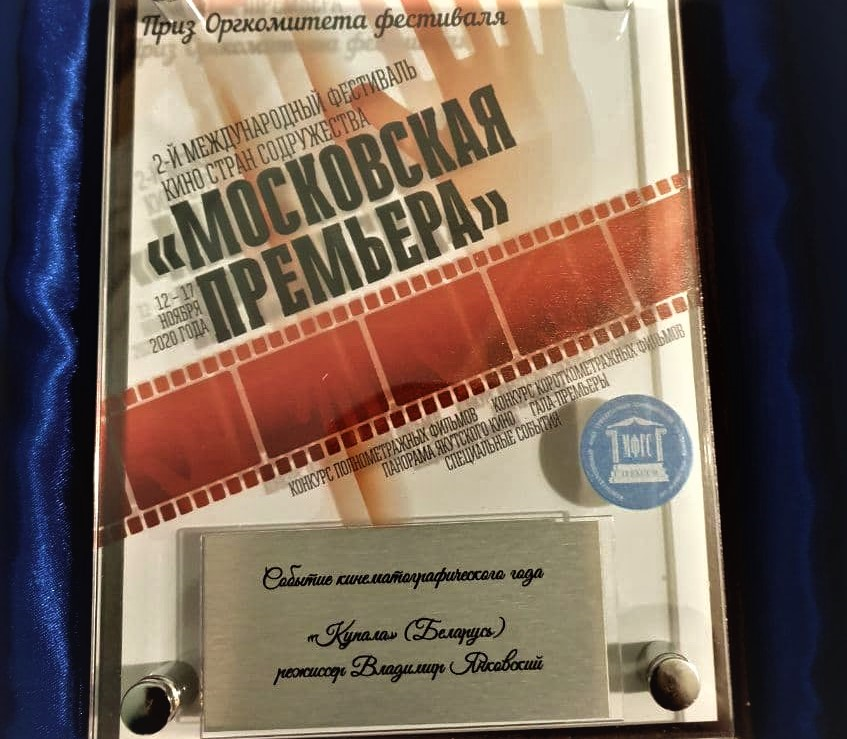 Приз Оргкомитета фестиваля
2-Й МЕЖДУНАРОДНЫЙ ФЕСТИВАЛЬ
КИНО СТРАН СОДРУЖЕСТВА
«МОСКОВСКАЯ
ПРЕМЬЕРА»
12 – 17
НОЯБРЯ
2020 ГОДА
КОНКУРС ПОЛНОМЕТРАЖНЫХ ФИЛЬМОВ КОНКУРС КОРОТКОМЕТРАЖНЫХ ФИЛЬМОВ
ПАНОРАМА ЯКУТСКОГО КИНО ГАЛА-ПРЕМЬЕРЫ
СПЕЦИАЛЬНЫЕ СОБЫТИЯ
МФГС
Событие кинематографического года
«Купала» (Беларусь)
режиссер Владимир Янковский